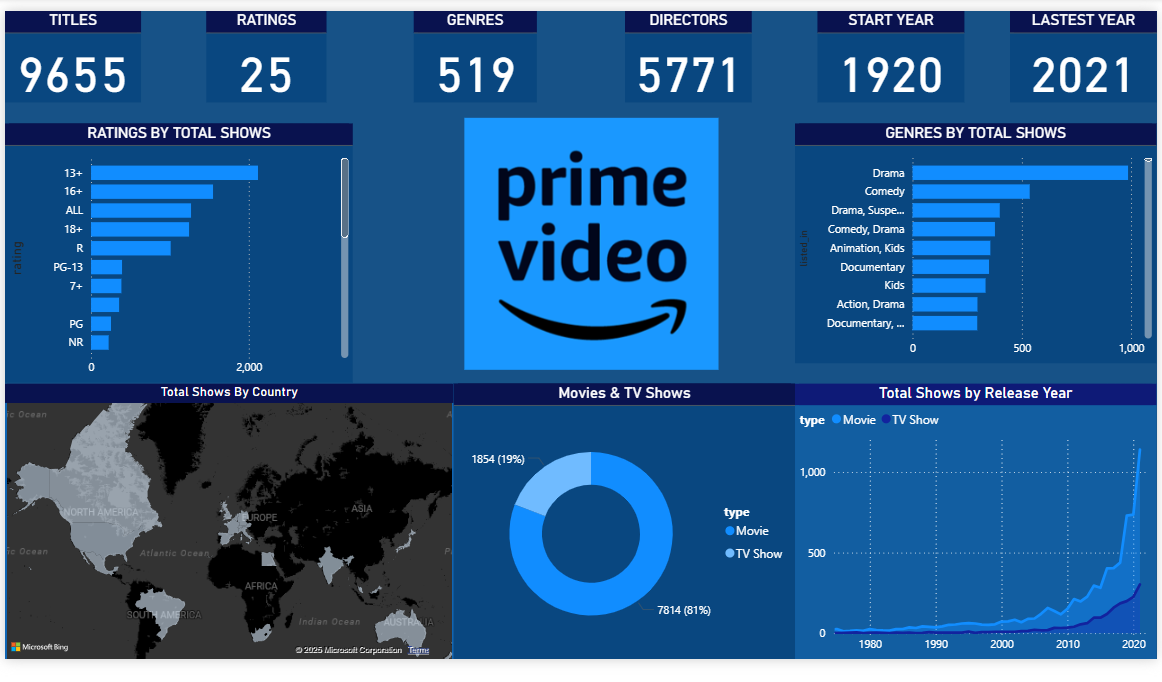 TITLES
9655
RATINGS
25
GENRES
519
DIRECTORS
5771
START YEAR
1920
LASTEST YEAR
2021
RATINGS BY TOTAL SHOWS
rating
13+
16+
ALL
18+
R
PG-13
7+
PG
NR
0 2,000
prime
video
GENRES BY TOTAL SHOWS
listed_in
Drama
Comedy
Drama, Suspe...
Comedy, Drama
Animation, Kids
Documentary
Kids
Action, Drama
Documentary, ...
0 500 1,000
Total Shows By Country
ic Ocean
A
NORTH AMERICA
EUROPE
ASIA
ic Ocean
Atlantic Ocean
P
AFRICA
SOUTH AMERICA
Indian Ocean
AUSTRALIA
Microsoft Bing
© 2025 Microsoft Corporation Terms
Movies & TV Shows
1854 (19%)
7814 (81%)
type
Movie
TV Show
Total Shows by Release Year
type Movie TV Show
1,000
500
0
1980 1990 2000 2010 2020